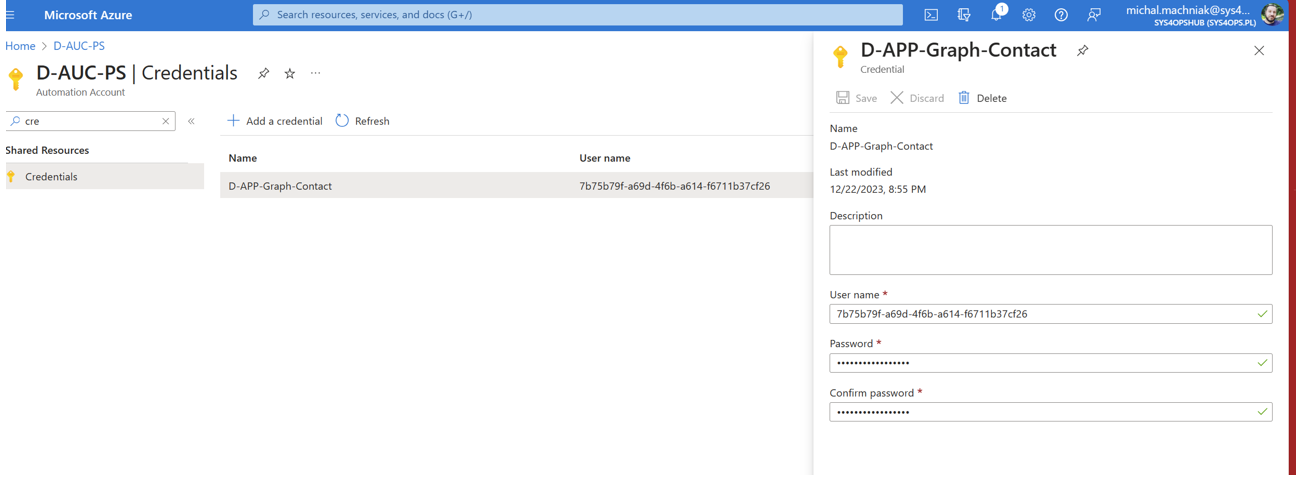 Microsoft Azure
Search resources, services, and docs (G+/)
1
michal.machniak@sys4...
SYS4OPSHUB (SYS4OPS.PL)
Home > D-AUC-PS
D-AUC-PS | Credentials
...
Automation Account
cre
«
Add a credential
Refresh
Shared Resources
Credentials
Name
User name
D-APP-Graph-Contact
7b75b79f-a69d-4f6b-a614-f6711b37cf26
D-APP-Graph-Contact
Credential
Save
Discard
Delete
Name
D-APP-Graph-Contact
Last modified
12/22/2023, 8:55 PM
Description
User name *
7b75b79f-a69d-4f6b-a614-f6711b37cf26
Password *
•••••••••••••••••
Confirm password *
•••••••••••••••••